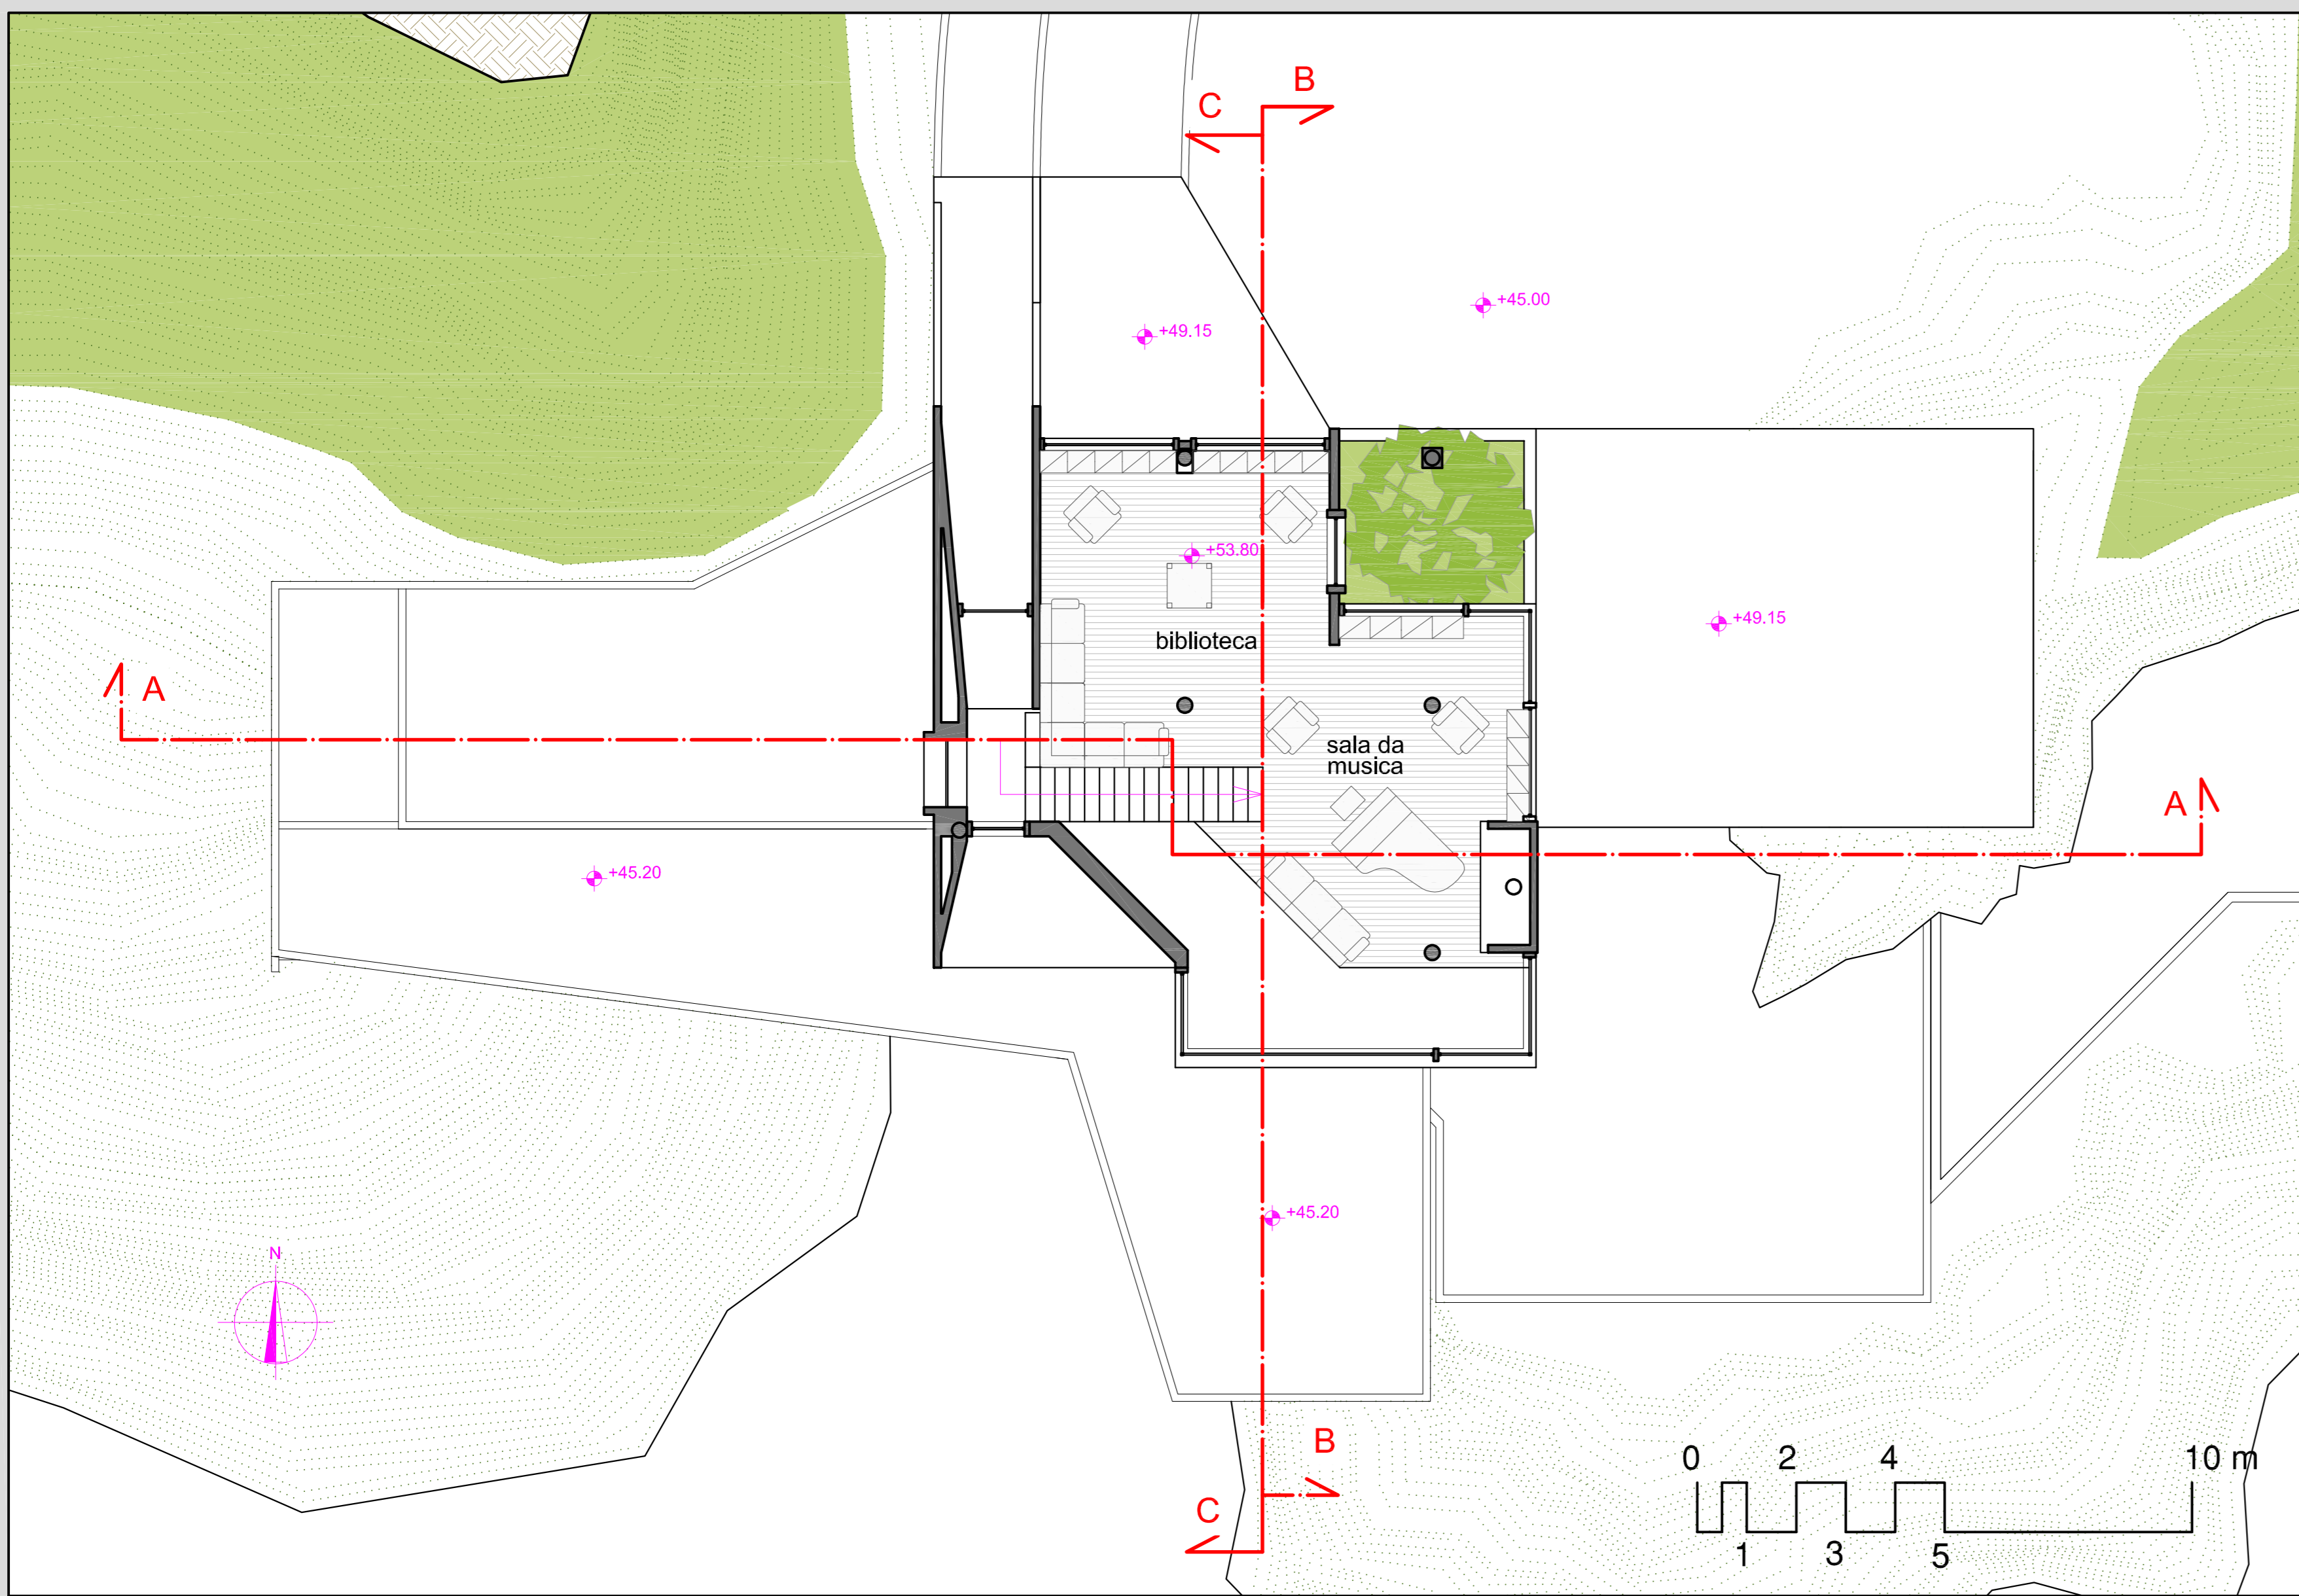 B
C
+45.00
+49.15
+53.80
+49.15
biblioteca
A
sala da
musica
A
+45.20
+45.20
N
B
C
0 2 4 10 m
1 3 5